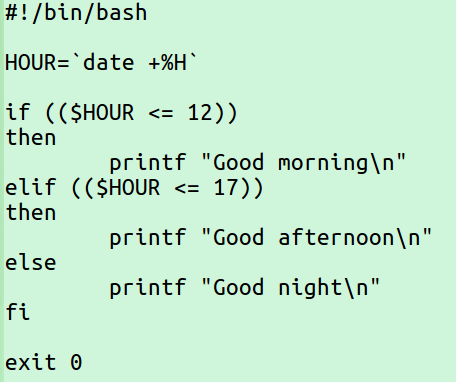 #!/bin/bash

HOUR=`date +%H`

if (($HOUR <= 12))
then
        printf "Good morning\n"
elif (($HOUR <= 17))
then
        printf "Good afternoon\n"
else
        printf "Good night\n"
fi

exit 0